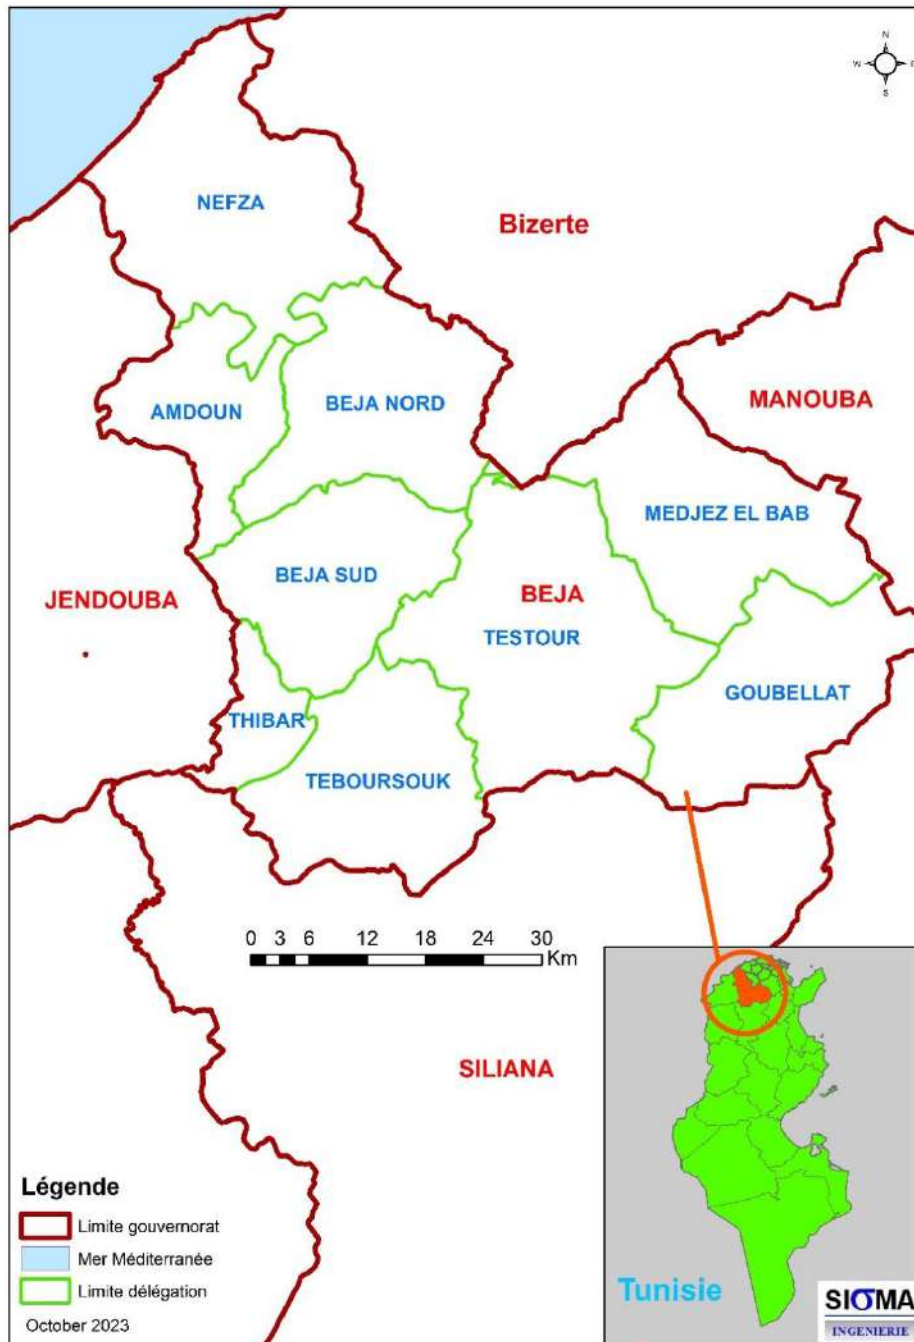 N
W E
S
NEFZA
Bizerte
AMDOUN
BEJA NORD
MANOUBA
MEDJEZ EL BAB
BEJA SUD
JENDOUBA
BEJA
TESTOUR
GOUBELLAT
THIBAR
TEBOURSOUK
0 3 6 12 18 24 30
Km
SILIANA
Légende
Limite gouvernorat
Mer Méditerranée
Limite délégation
October 2023
Tunisie
SIGMA
INGENIERIE